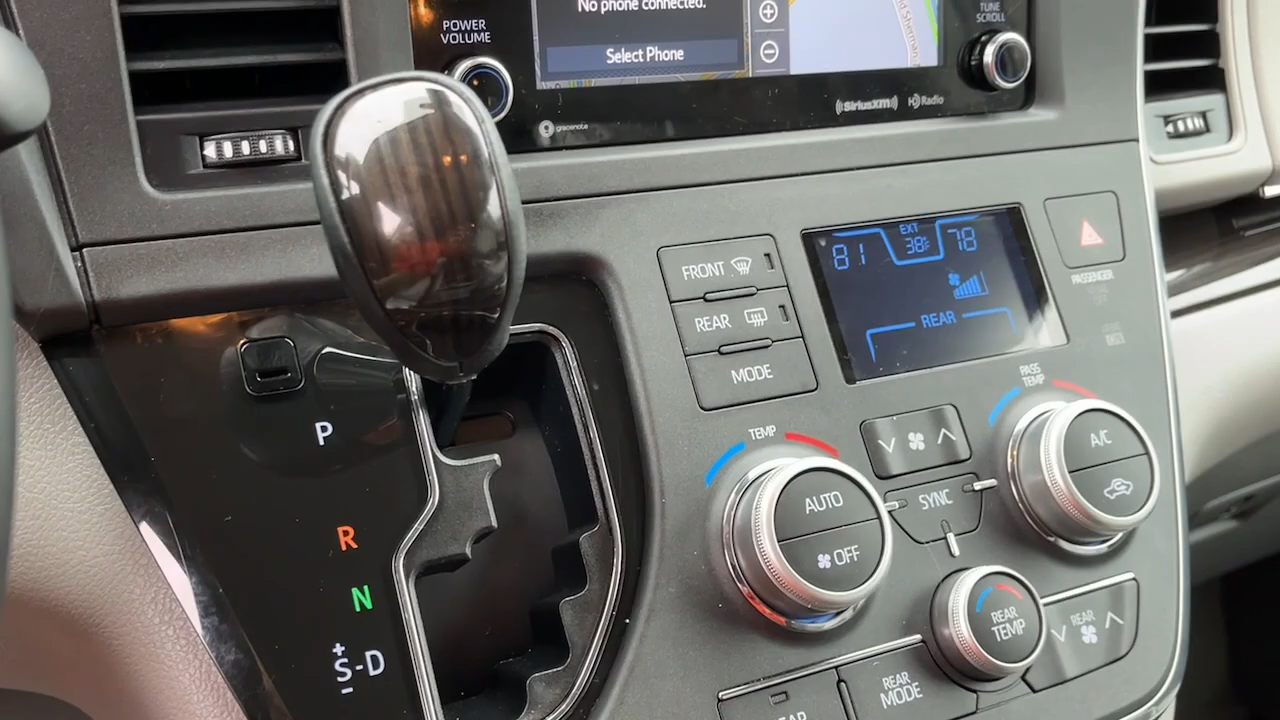 No phone connected.
Select Phone
POWER
VOLUME
TUNE
SCROLL
SiriusXM
HD Radio
gracenote
81
EXT
38°F
78
REAR
FRONT
REAR
MODE
PASSENGER
OFF
P
R
N
+
S-D
−
TEMP
PASS
TEMP
AUTO
OFF
SYNC
A/C
REAR
TEMP
REAR
REAR
MODE